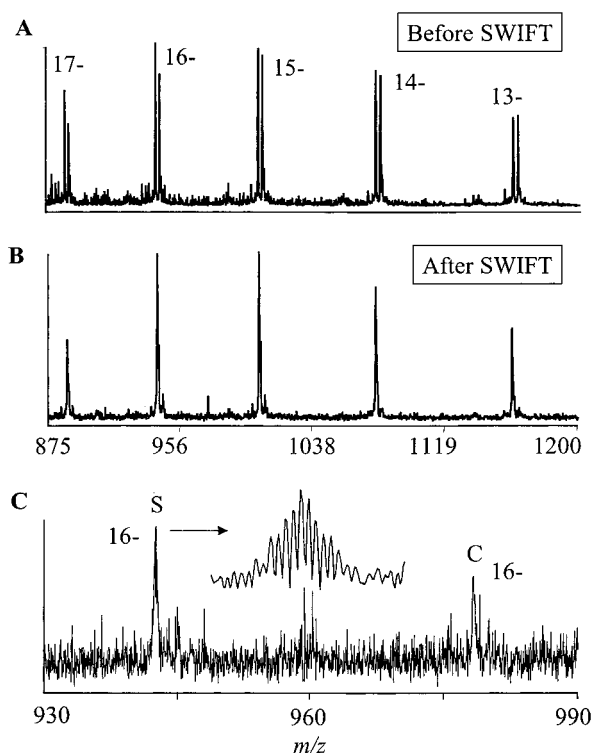 A
Before SWIFT
17-
16-
15-
14-
13-
B
After SWIFT
875 956 1038 1119 1200
C
S
16-
C
16-
930 960 990
m/z